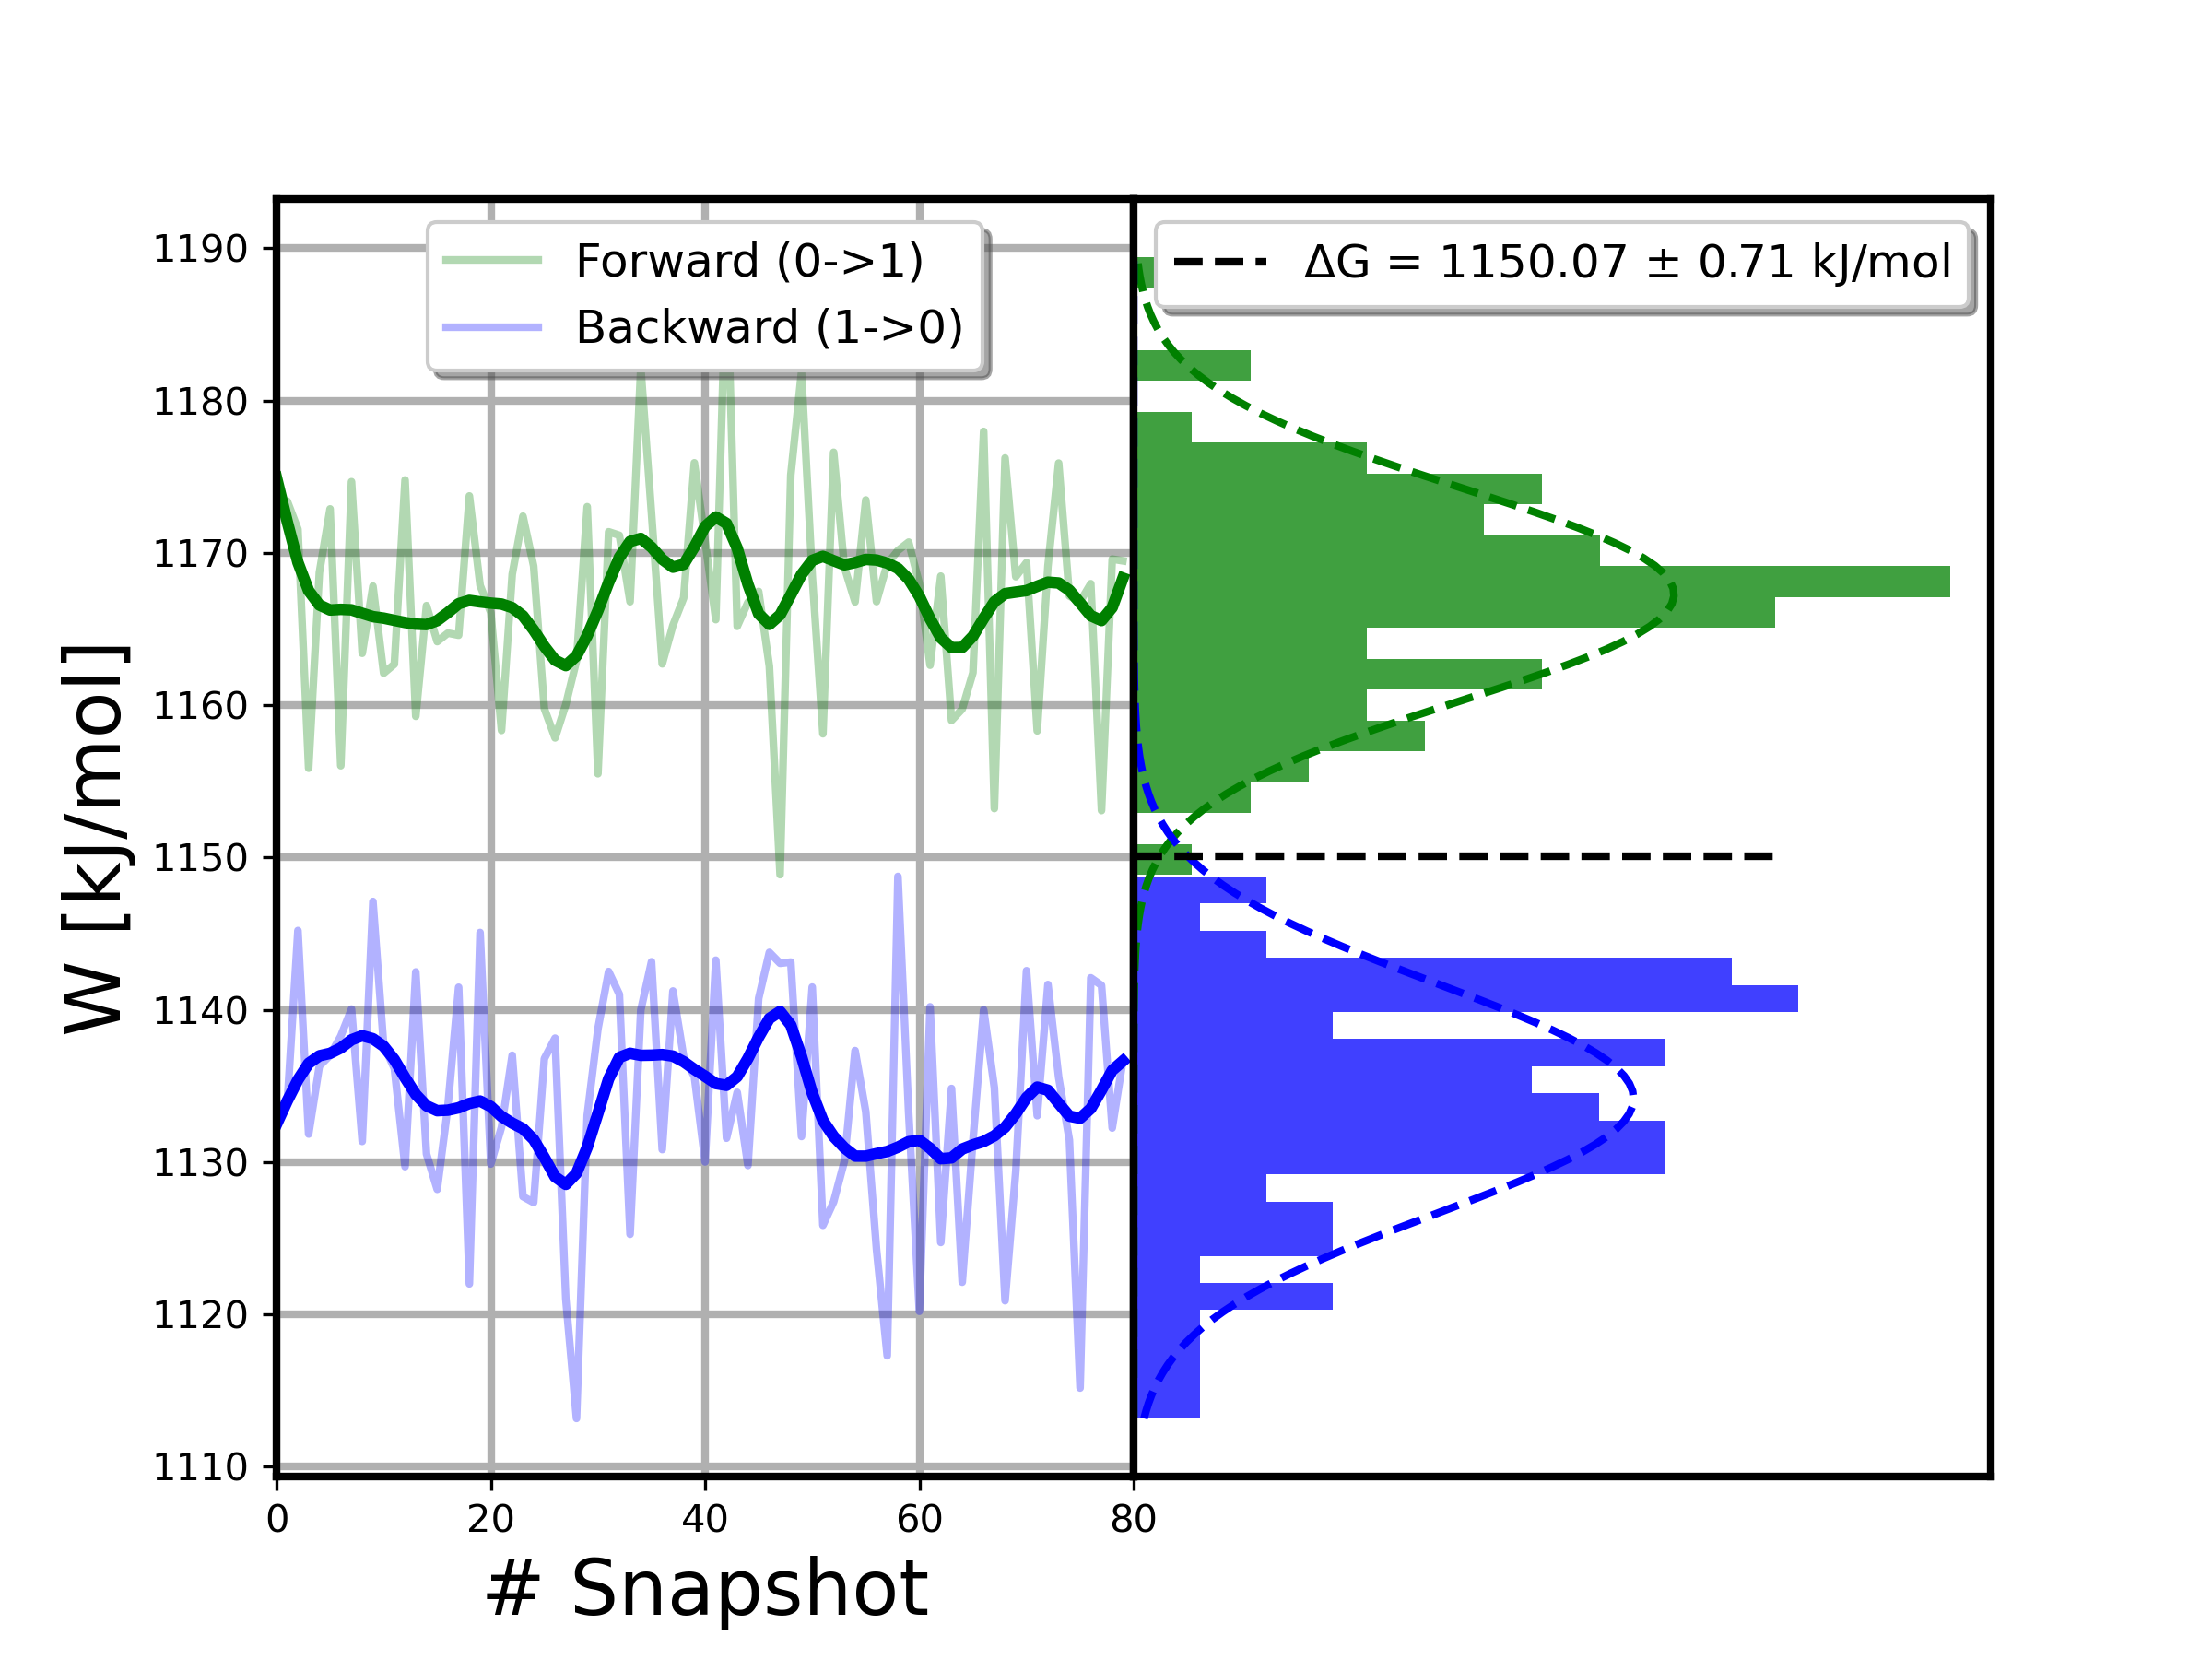 Forward (0->1)
Backward (1->0)
ΔG = 1150.07 ± 0.71 kJ/mol
W [kJ/mol]
1190
1180
1170
1160
1150
1140
1130
1120
1110
0 20 40 60 80
# Snapshot